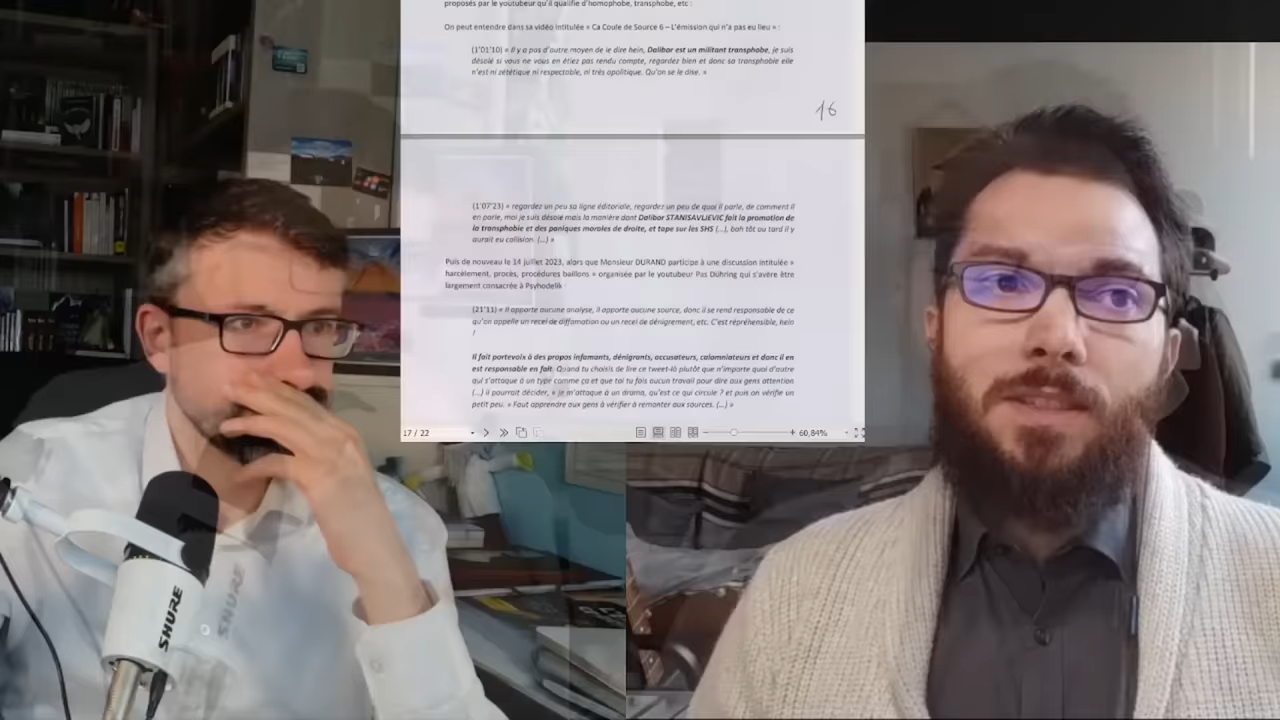 proposés par le youtubeur qu'il qualifie d'homophobe, transphobe, etc :
On peut entendre dans sa vidéo intitulée « Ca Coule de Source 6 – L'émission qui n'a pas eu lieu » :
(1'01'10) « Il y a pas d'autre moyen de le dire hein, Dalibor est un militant transphobe, je suis
désolé si vous ne vous en étiez pas rendu compte, regardez bien et donc sa transphobie elle
n'est ni zététique ni respectable, ni très apolitique. Qu'on se le dise. »
16
(1'07'23) « regardez un peu sa ligne éditoriale, regardez un peu de quoi il parle, de comment il
en parle, moi je suis désolé mais la manière dont Dalibor STANISAVLJEVIC fait la promotion de
la transphobie et des paniques morales de droite, et tape sur les SHS (...), bah tôt au tard il y
aurait eu collision. (...) »
Puis de nouveau le 14 juillet 2023, alors que Monsieur DURAND participe à une discussion intitulée «
harcèlement, procès, procédures baillons » organisée par le youtubeur Pas Dühring qui s'avère être
largement consacrée à Psyhodelik :
(21'11) « Il apporte aucune analyse, il apporte aucune source, donc il se rend responsable de ce
qu'on appelle un recel de diffamation ou un recel de dénigrement, etc. C'est répréhensible, hein
!
Il fait portevoix à des propos infamants, dénigrants, accusateurs, calomniateurs et donc il en
est responsable en fait. Quand tu choisis de lire ce tweet-là plutôt que n'importe quoi d'autre
qui s'attaque à un type comme ça et que toi tu fais aucun travail pour dire aux gens attention
(...) il pourrait décider, « je m'attaque à un drama, qu'est ce qui circule ? et puis on vérifie un
petit peu. « Faut apprendre aux gens à vérifier à remonter aux sources. (...) »
17 / 22
60,84%
SHURE
SHURE